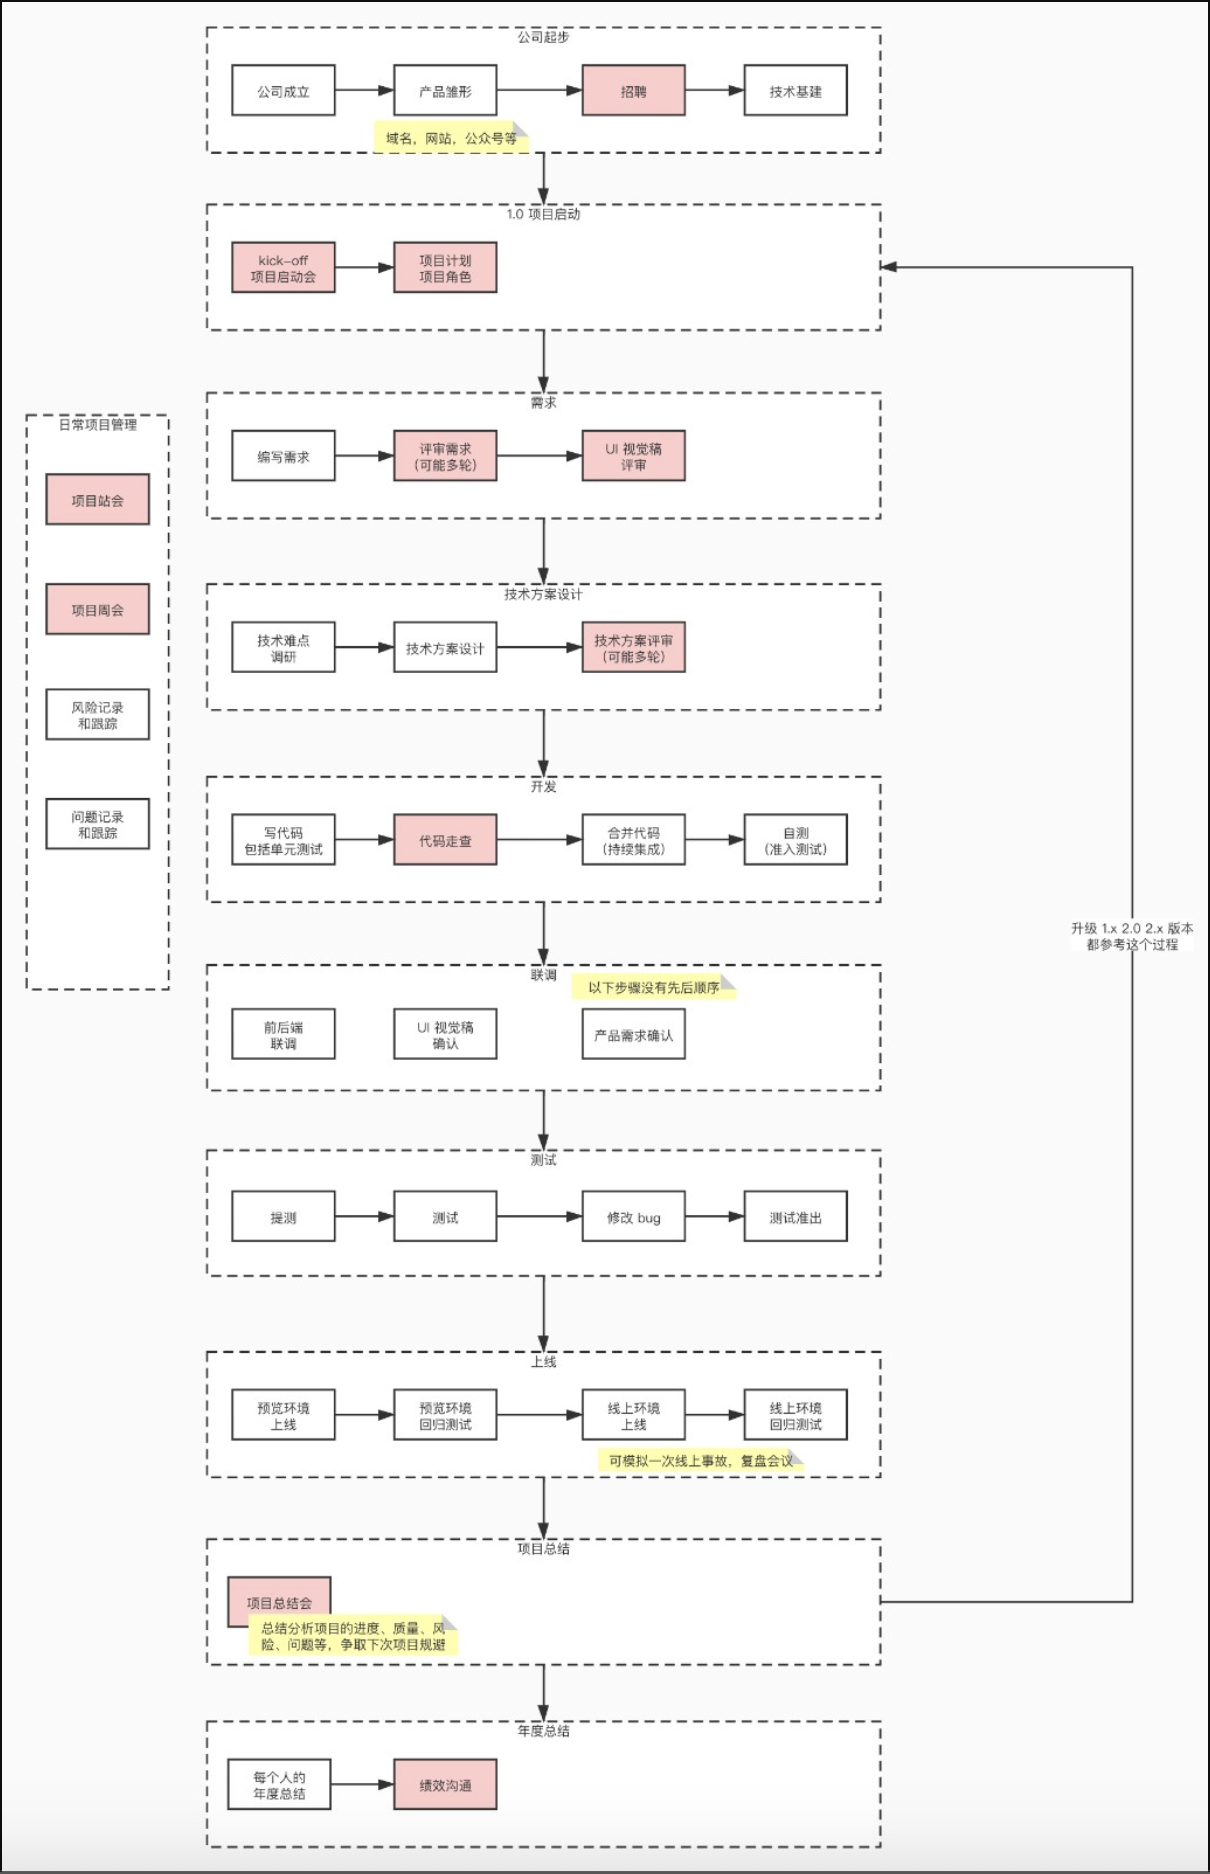 公司起步
公司成立
产品雏形
招聘
技术基建
域名，网站，公众号等
1.0 项目启动
kick-off
项目启动会
项目计划
项目角色
需求
编写需求
评审需求
（可能多轮）
UI 视觉稿
评审
日常项目管理
项目站会
项目周会
风险记录
和跟踪
问题记录
和跟踪
技术方案设计
技术难点
调研
技术方案设计
技术方案评审
（可能多轮）
开发
写代码
包括单元测试
代码走查
合并代码
（持续集成）
自测
（准入测试）
升级 1.x 2.0 2.x 版本
都参考这个过程
联调
以下步骤没有先后顺序
前后端
联调
UI 视觉稿
确认
产品需求确认
测试
提测
测试
修改 bug
测试准出
上线
预览环境
上线
预览环境
回归测试
线上环境
上线
线上环境
回归测试
可模拟一次线上事故，复盘会议
项目总结
项目总结会
总结分析项目的进度、质量、风
险、问题等，争取下次项目规避
年度总结
每个人的
年度总结
绩效沟通